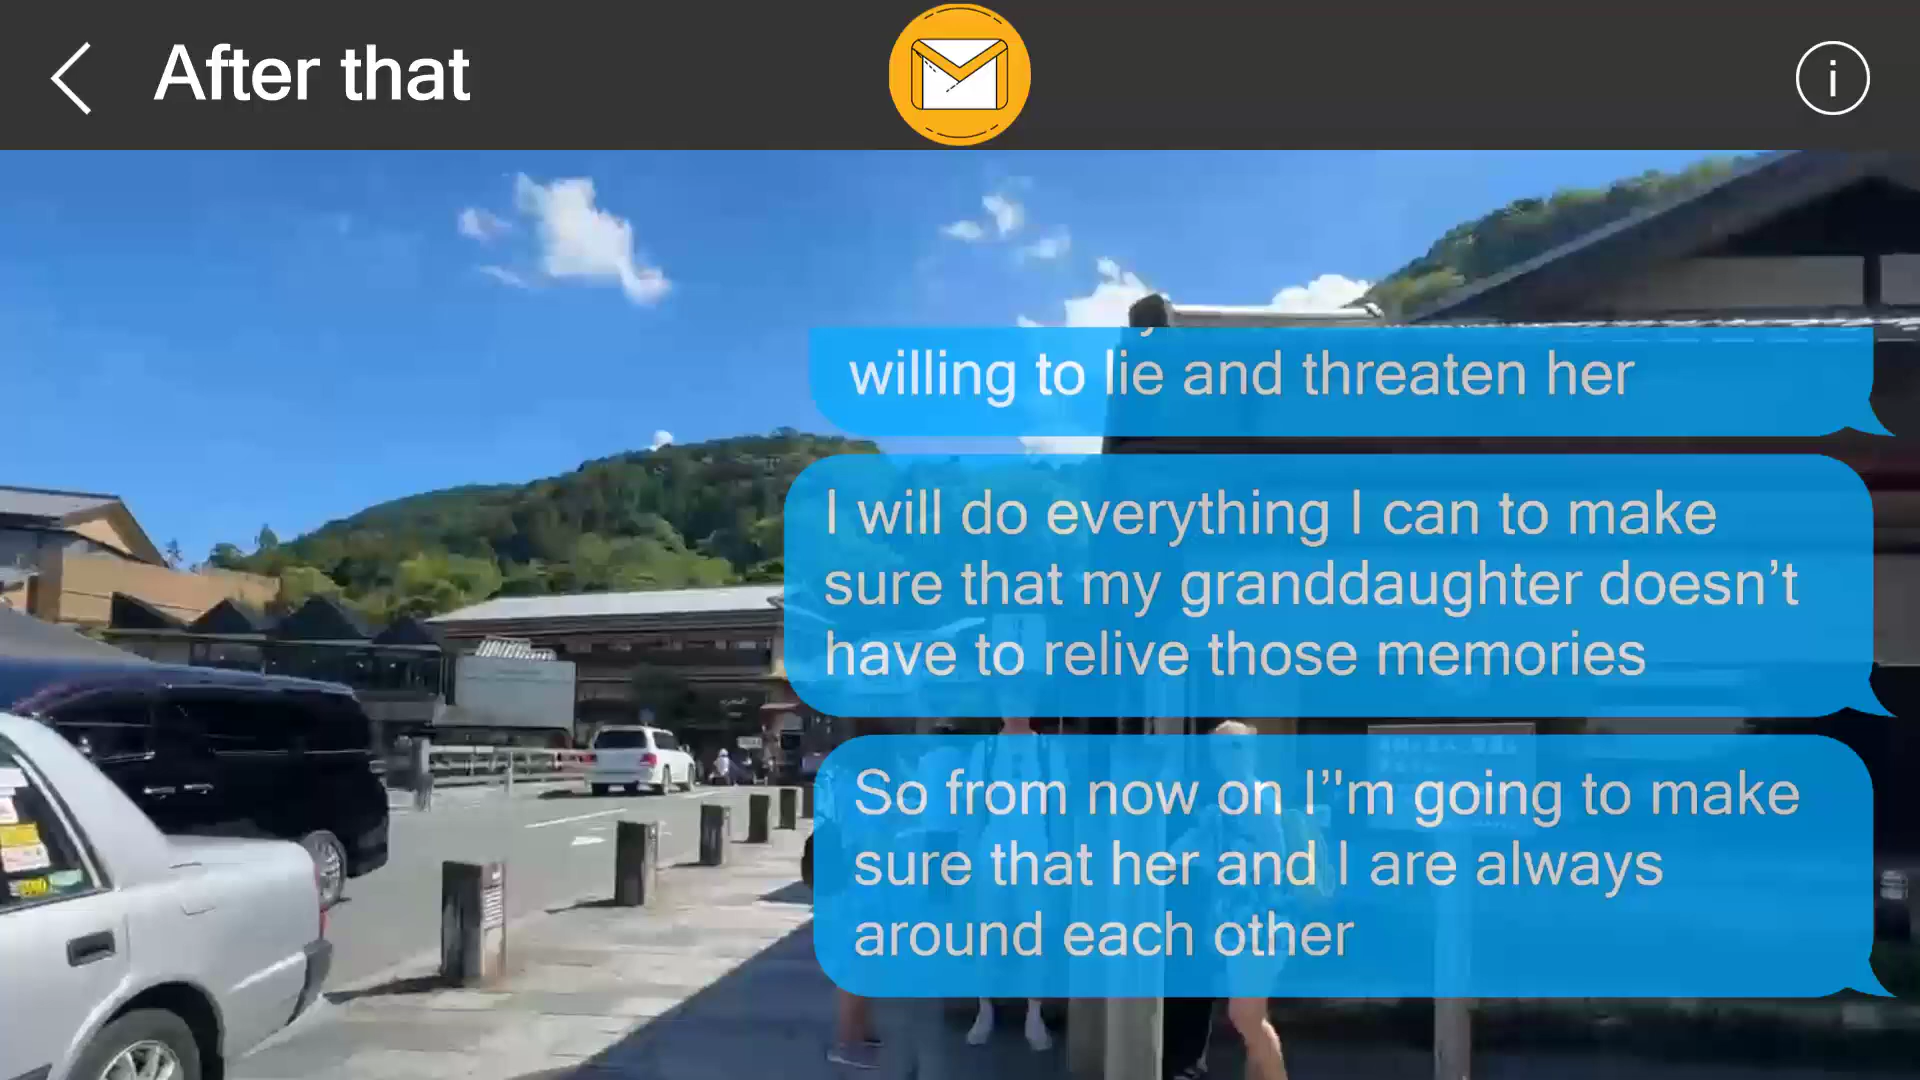 After that
willing to lie and threaten her
I will do everything I can to make
sure that my granddaughter doesn’t
have to relive those memories
So from now on I”"m going to make
sure that her and I are always
around each other